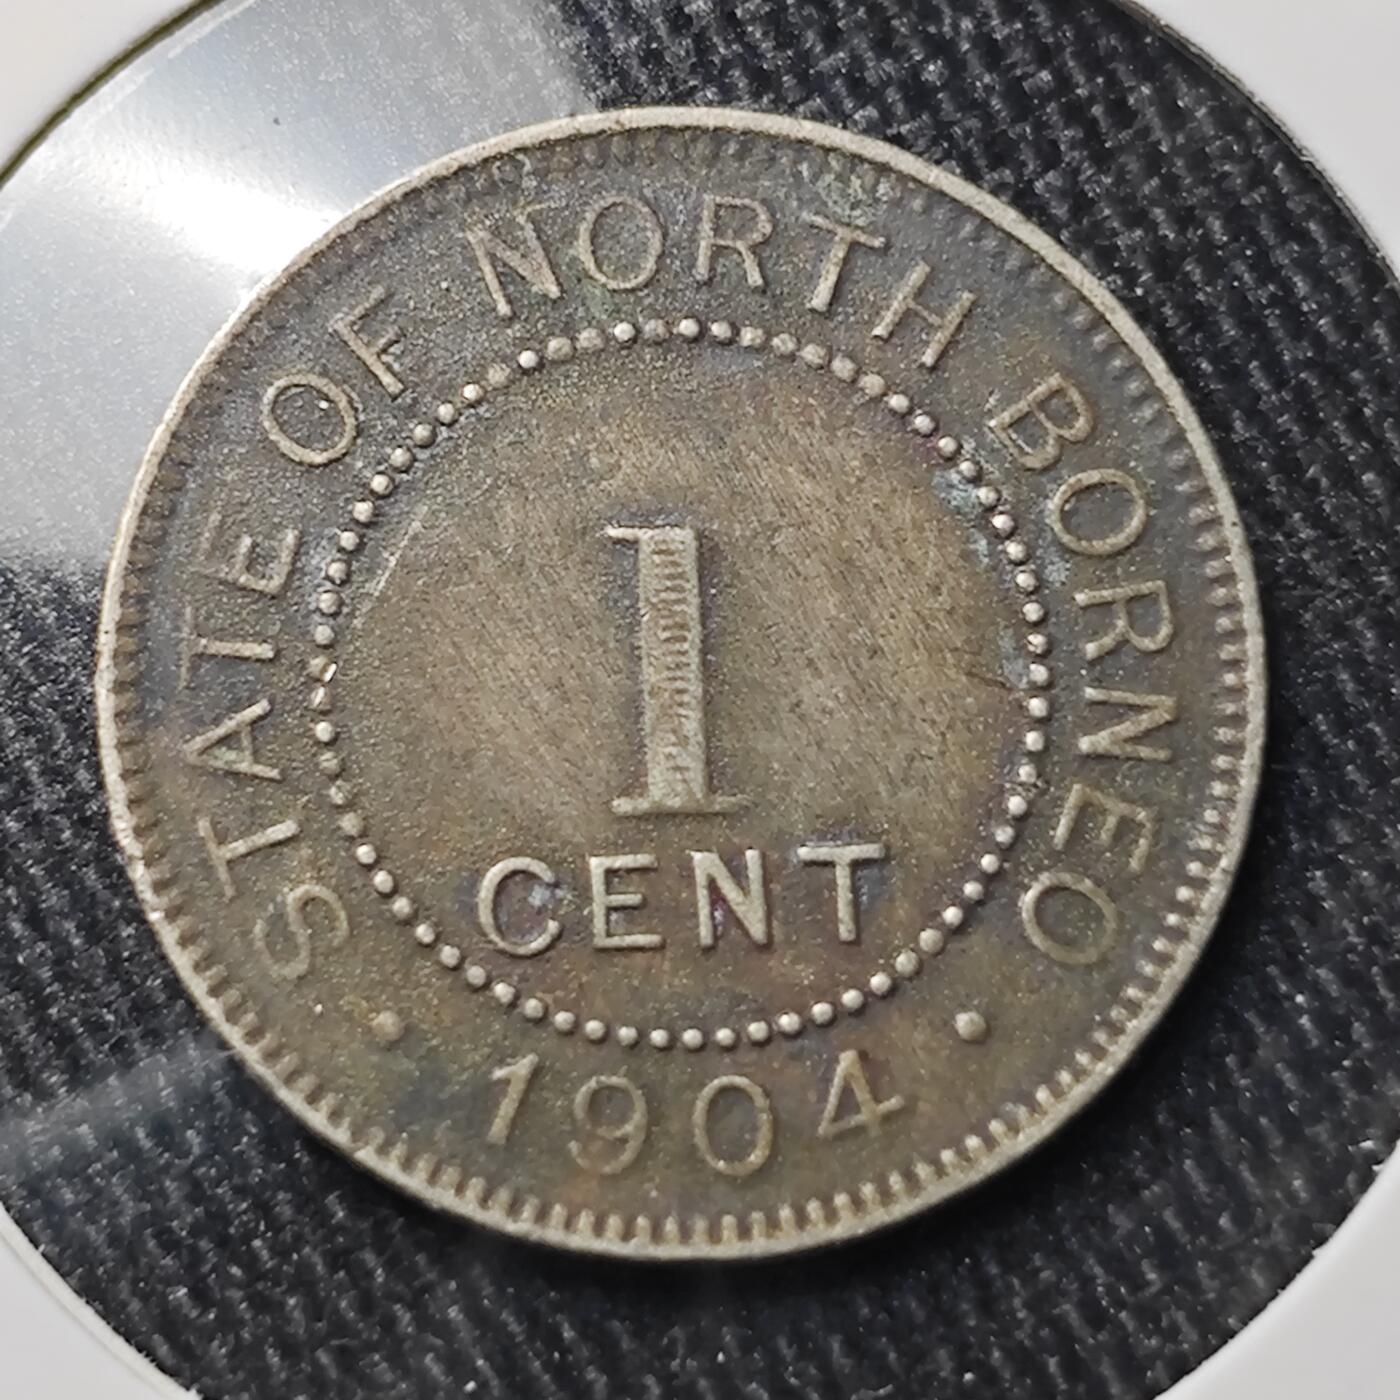 STATE OF NORTH BORNEO
1
CENT
• 1904 •